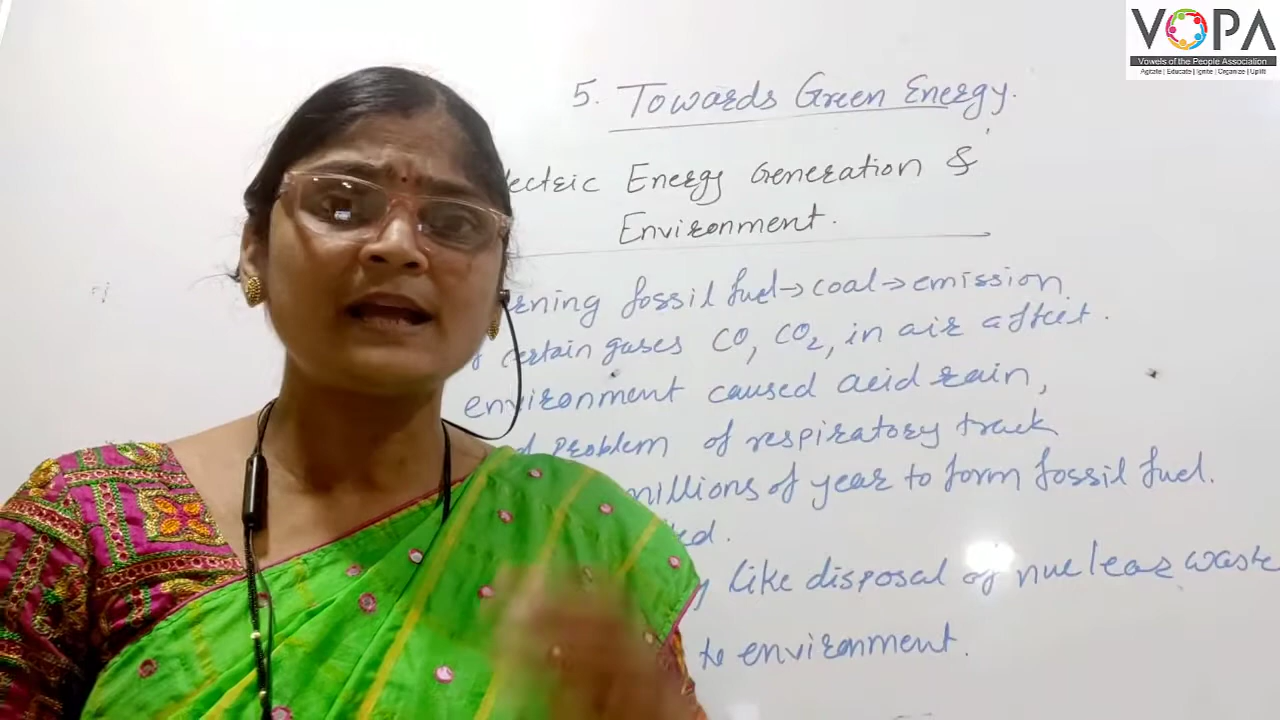 VOPA
Vowels of the People Association
Agitate | Educate | Ignite | Organize | Uplift
5. Towards Green Energy.
Energy Generation &
Environment.
fossil fuel → coal → emission
certain gases CO, CO₂, in air affect.
environment caused acid rain,
problem of respiratory track
millions of year to form fossil fuel.
like disposal of nuclear waste
to environment.